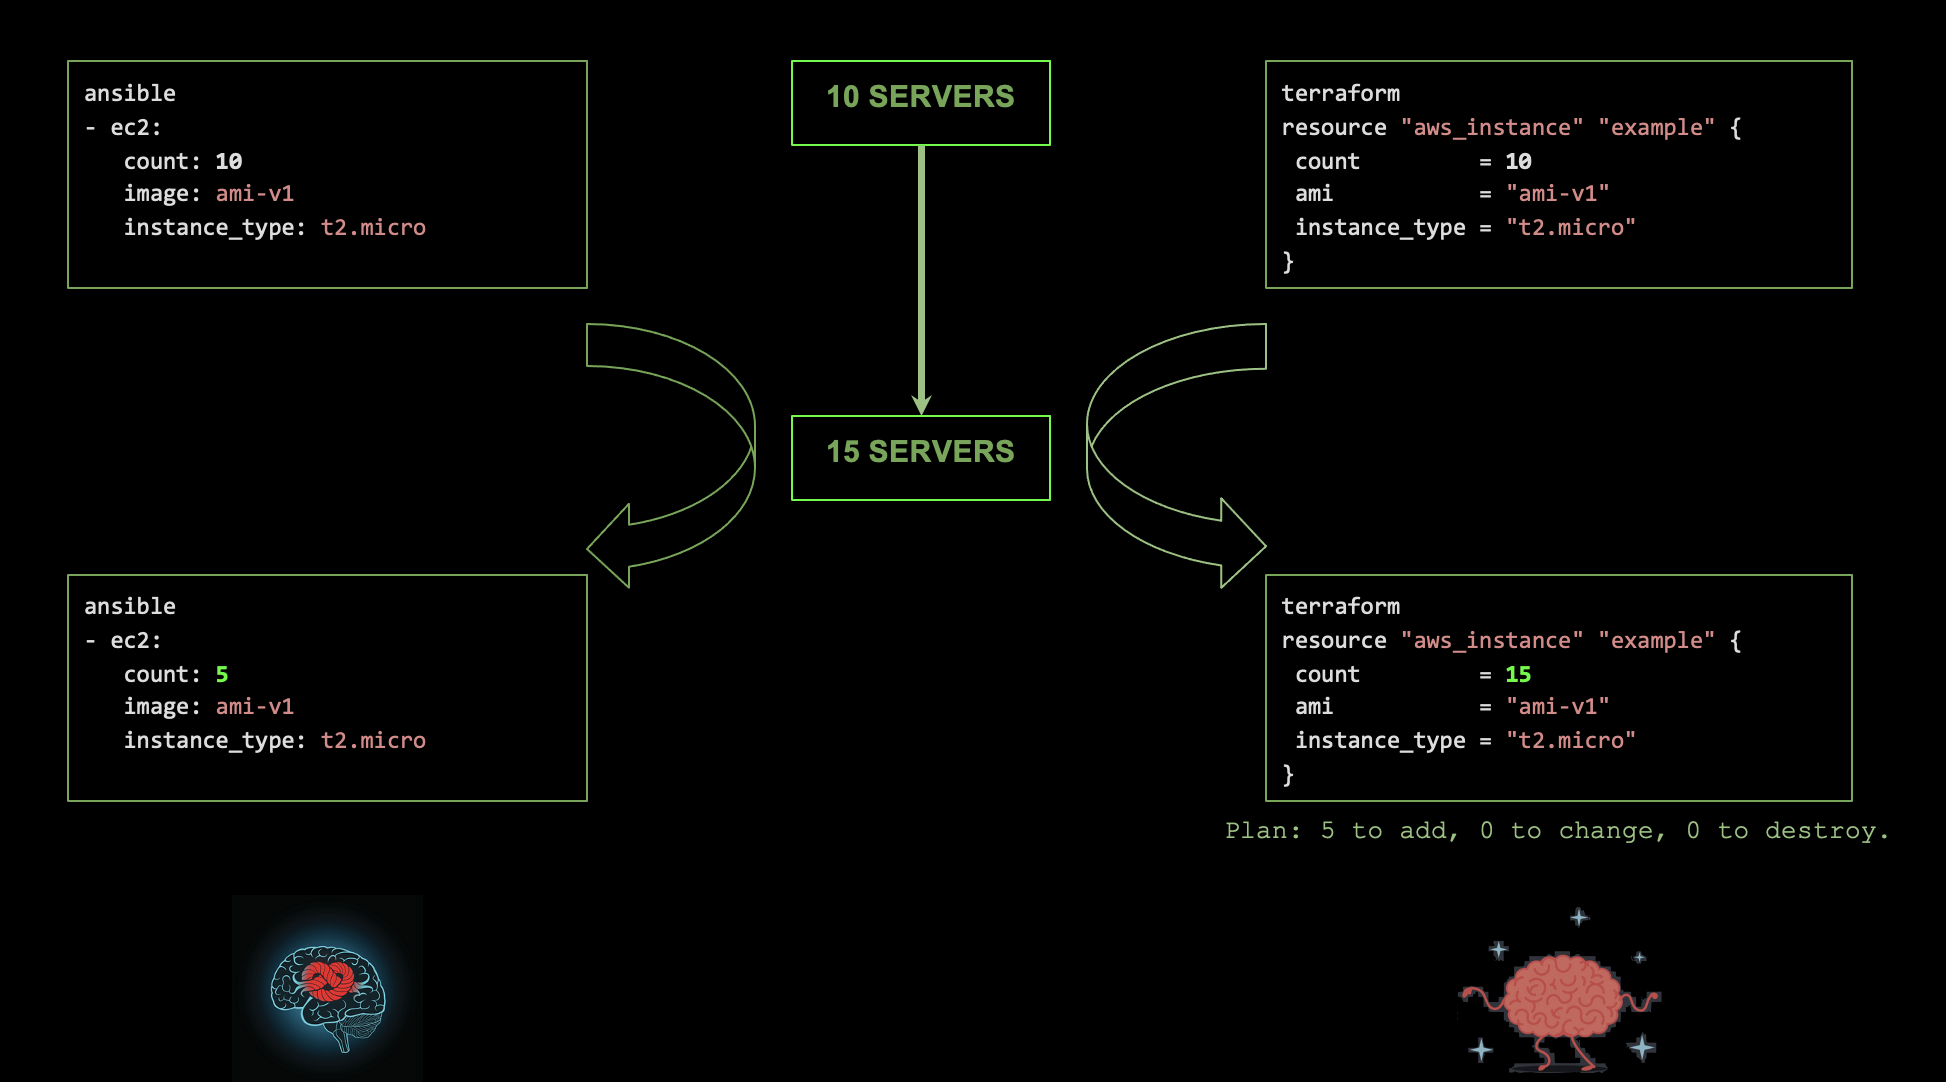 ansible
- ec2:
   count: 10
   image: ami-v1
   instance_type: t2.micro
10 SERVERS
terraform
resource "aws_instance" "example" {
 count         = 10
 ami           = "ami-v1"
 instance_type = "t2.micro"
}
15 SERVERS
ansible
- ec2:
   count: 5
   image: ami-v1
   instance_type: t2.micro
terraform
resource "aws_instance" "example" {
 count         = 15
 ami           = "ami-v1"
 instance_type = "t2.micro"
}
Plan: 5 to add, 0 to change, 0 to destroy.